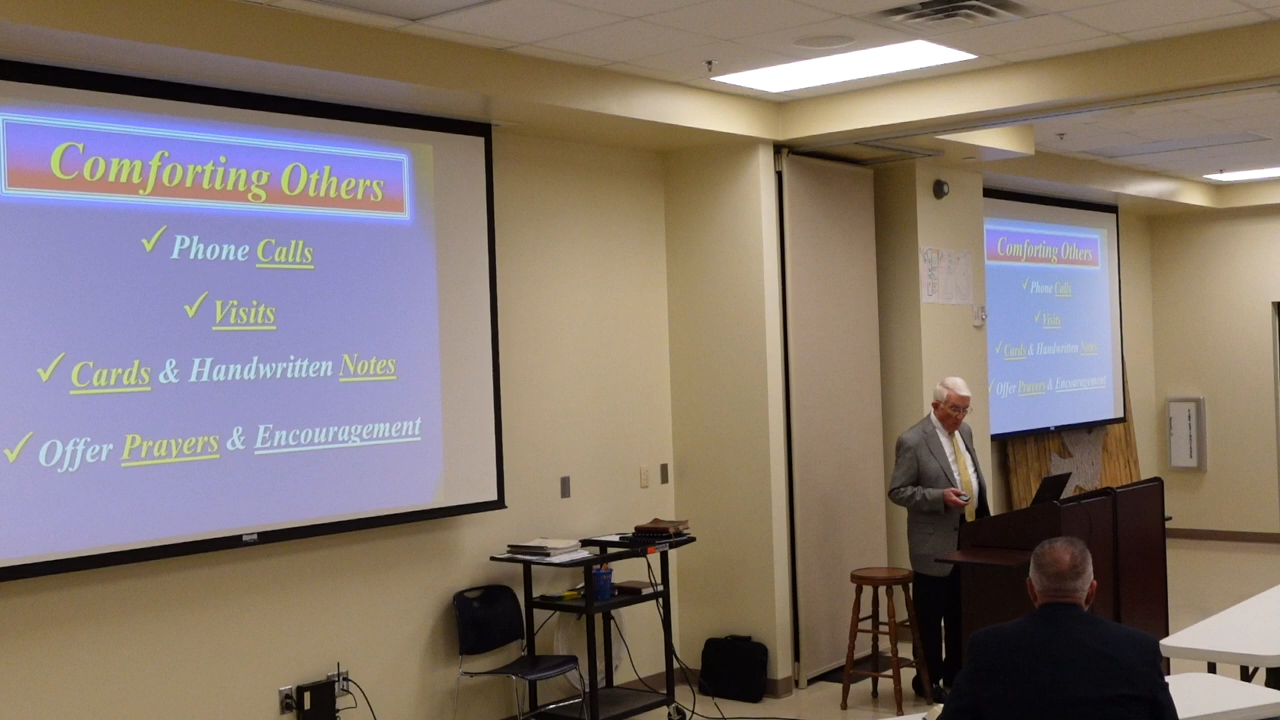 Comforting Others
✓ Phone Calls
✓ Visits
✓ Cards & Handwritten Notes
✓ Offer Prayers & Encouragement
Comforting Others
✓ Phone Calls
✓ Visits
✓ Cards & Handwritten Notes
✓ Offer Prayers & Encouragement